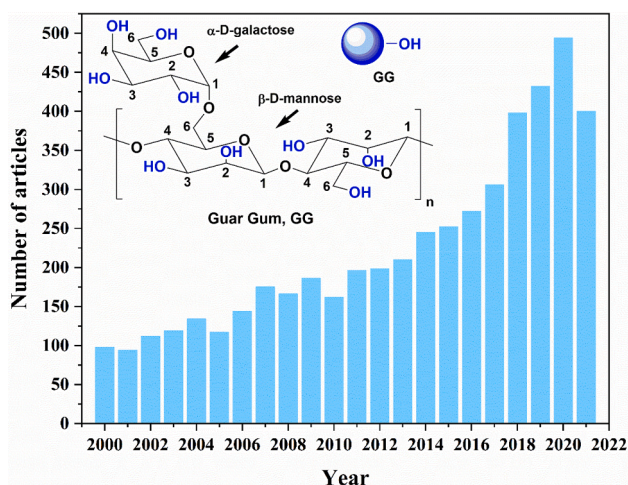 500
450
400
350
300
250
200
150
100
50
0
Number of articles
2000 2002 2004 2006 2008 2010 2012 2014 2016 2018 2020 2022
Year
α-D-galactose
OH
OH
6
4
5
O
HO
2
3
OH
1
O
β-D-mannose
6
4
5
O
O
OH
HO
3
2
1
O
3
2
1
HO
OH
O
4
5
O
6
OH
n
Guar Gum, GG
OH
GG